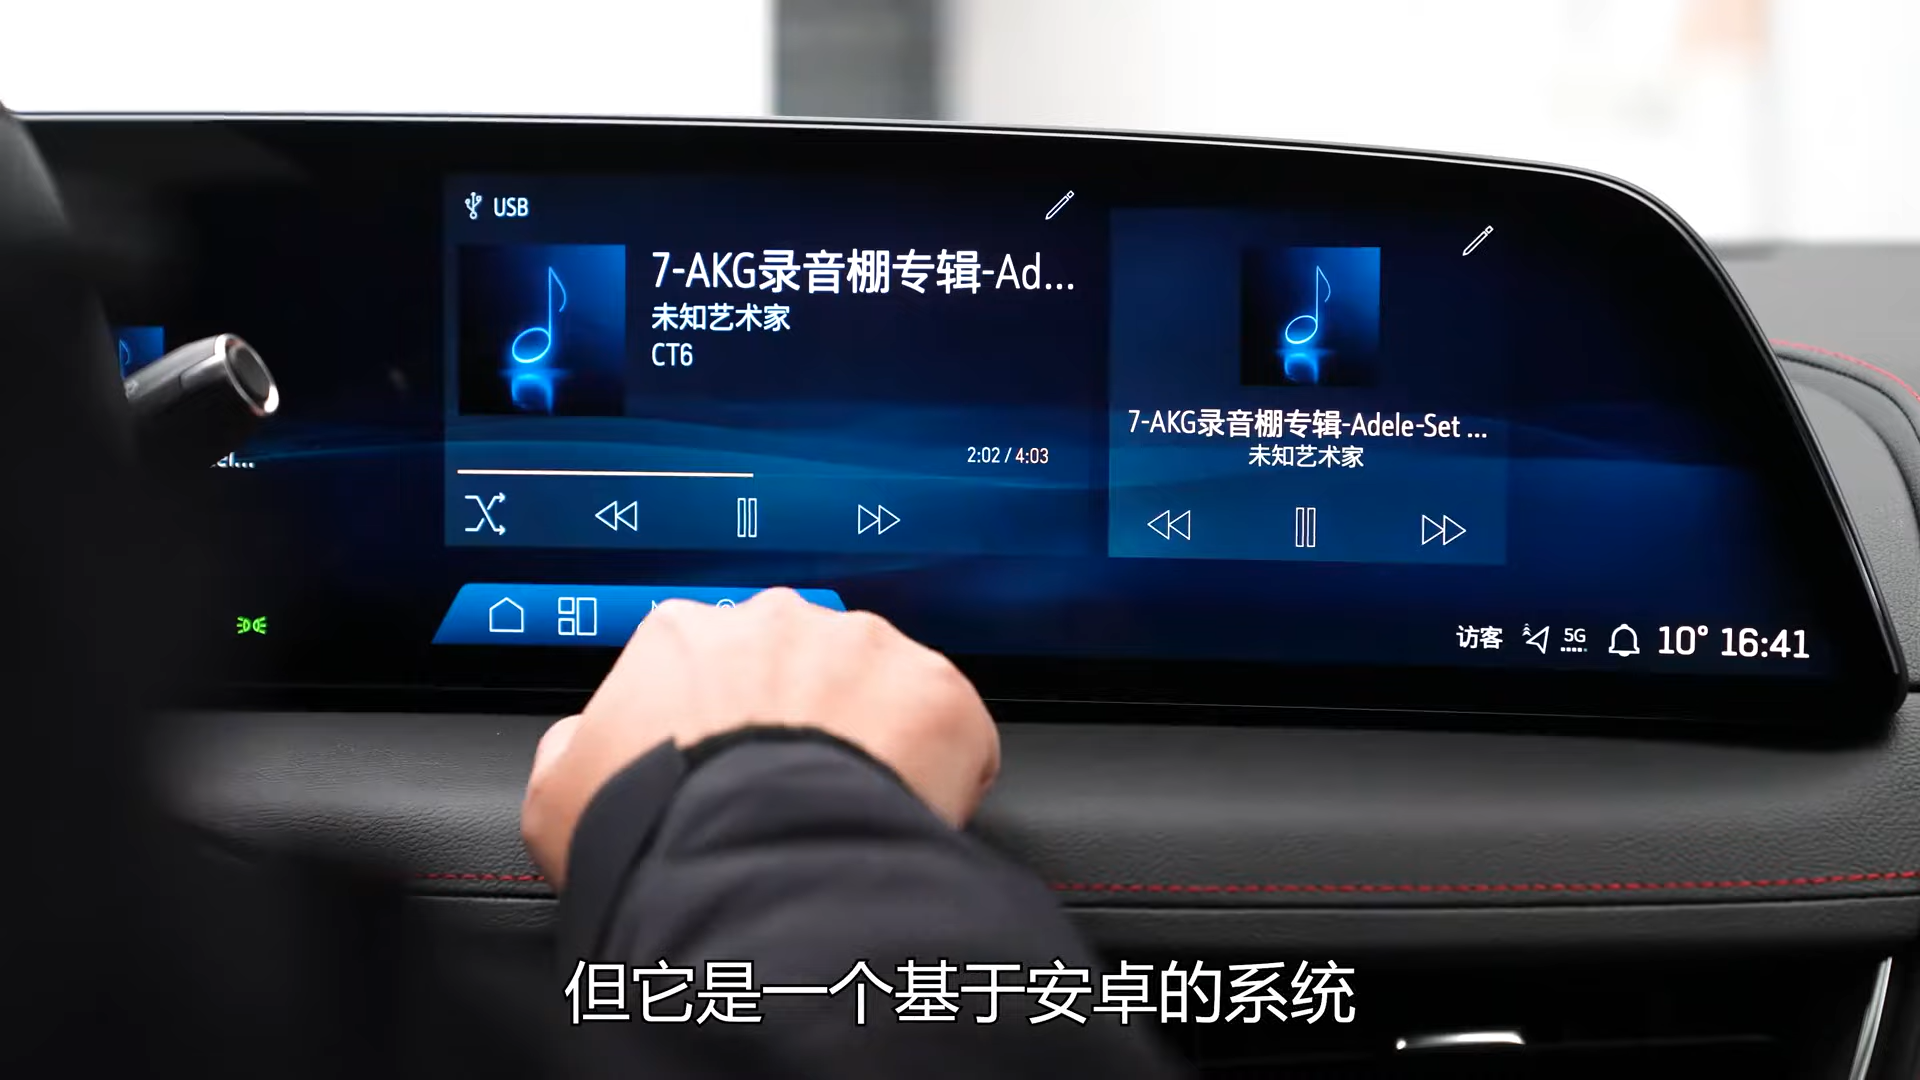 USB
7-AKG录音棚专辑-Ad...
未知艺术家
CT6
2:02 / 4:03
7-AKG录音棚专辑-Adele-Set ...
未知艺术家
访客 5G 10° 16:41
但它是一个基于安卓的系统